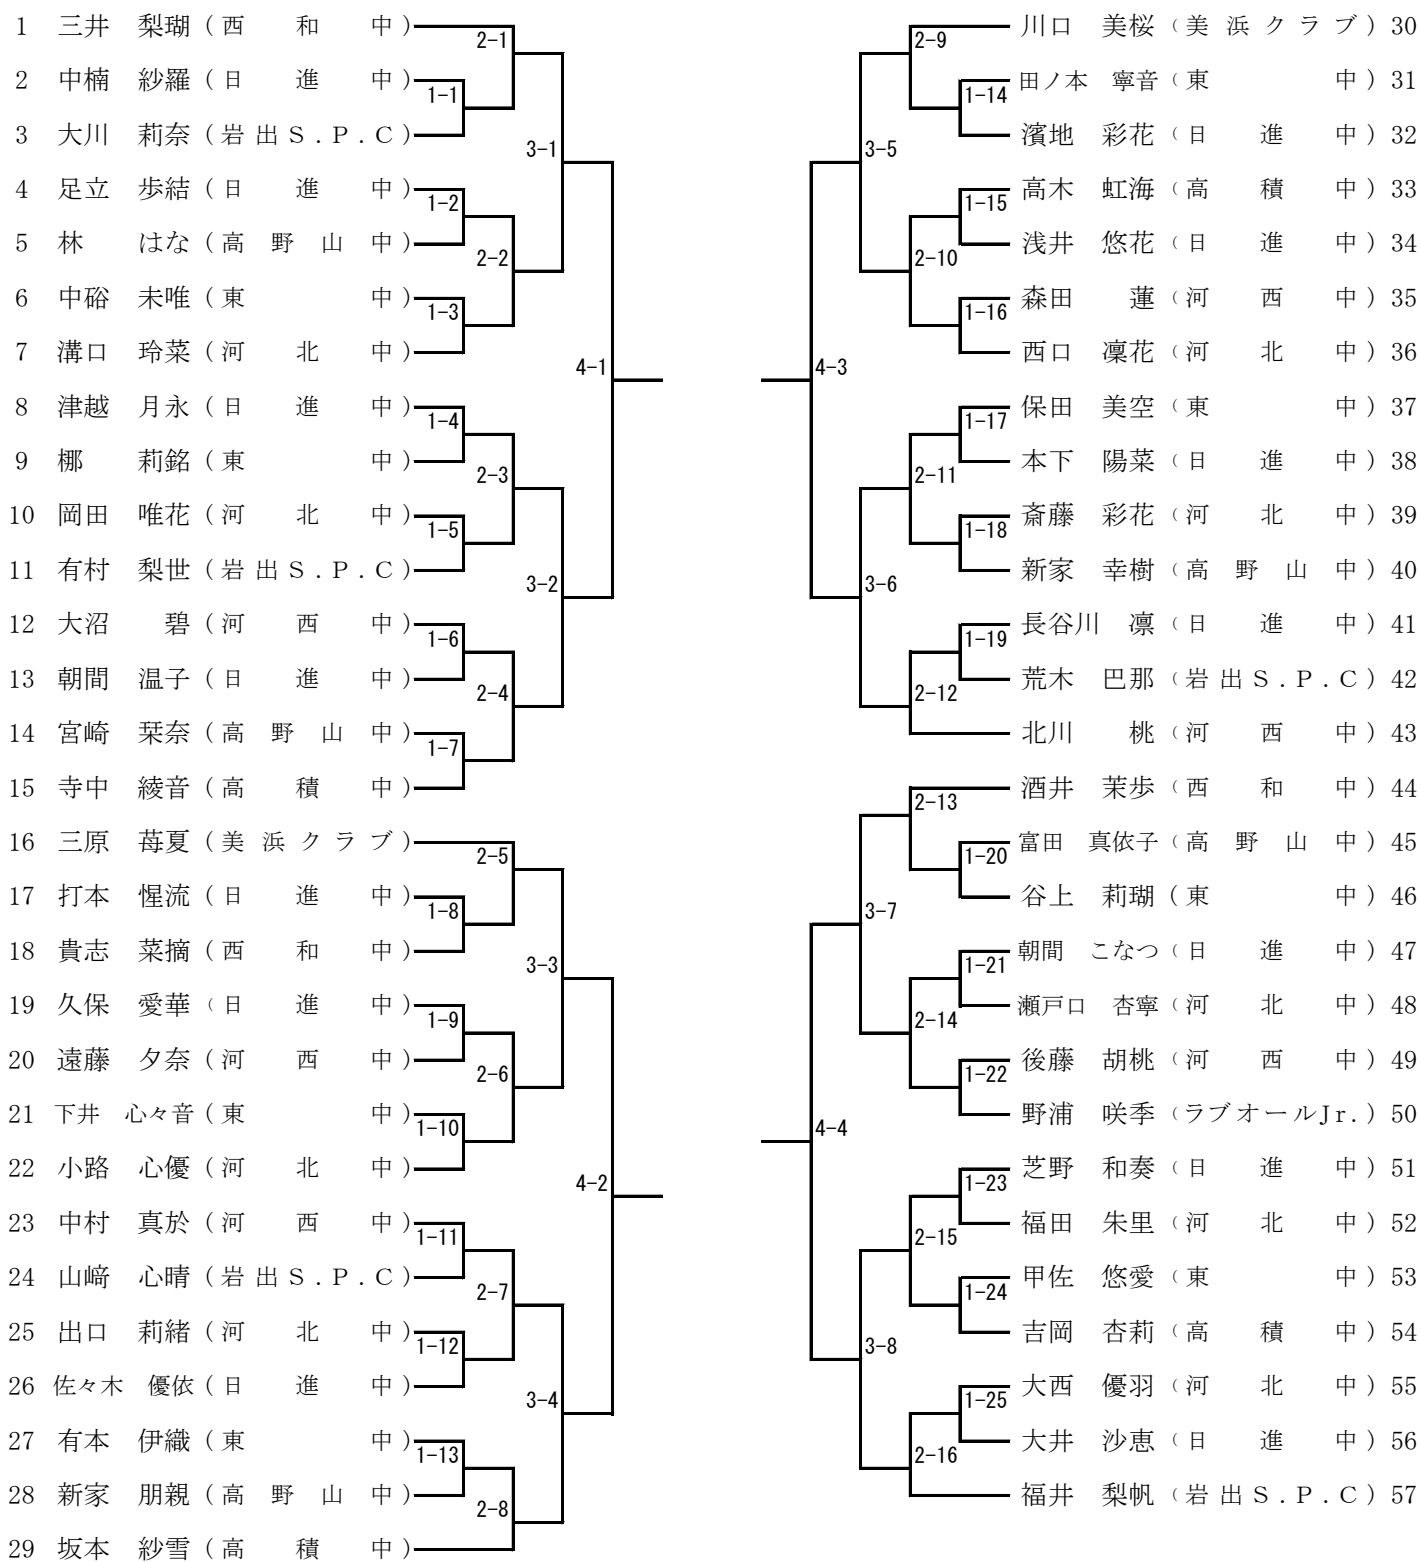 1 三井 梨瑚（西 和 中）
2 中楠 紗羅（日 進 中）
3 大川 莉奈（岩 出 S．P．C）
4 足立 歩結（日 進 中）
5 林 はな（高 野 山 中）
6 中硲 未唯（東 中）
7 溝口 玲菜（河 北 中）
8 津越 月永（日 進 中）
9 梛 莉銘（東 中）
10 岡田 唯花（河 北 中）
11 有村 梨世（岩 出 S．P．C）
12 大沼 碧（河 西 中）
13 朝間 温子（日 進 中）
14 宮崎 栞奈（高 野 山 中）
15 寺中 綾音（高 積 中）
16 三原 苺夏（美 浜 ク ラ ブ）
17 打本 惺流（日 進 中）
18 貴志 菜摘（西 和 中）
19 久保 愛華（日 進 中）
20 遠藤 夕奈（河 西 中）
21 下井 心々音（東 中）
22 小路 心優（河 北 中）
23 中村 真於（河 西 中）
24 山﨑 心晴（岩 出 S．P．C）
25 出口 莉緒（河 北 中）
26 佐々木 優依（日 進 中）
27 有本 伊織（東 中）
28 新家 朋親（高 野 山 中）
29 坂本 紗雪（高 積 中）
1-1
1-2
1-3
1-4
1-5
1-6
1-7
1-8
1-9
1-10
1-11
1-12
1-13
2-1
2-2
2-3
2-4
2-5
2-6
2-7
2-8
3-1
3-2
3-3
3-4
4-1
4-2
4-3
4-4
3-5
3-6
3-7
3-8
2-9
2-10
2-11
2-12
2-13
2-14
2-15
2-16
1-14
1-15
1-16
1-17
1-18
1-19
1-20
1-21
1-22
1-23
1-24
1-25
川口 美桜（美 浜 ク ラ ブ）30
田ノ本 寧音（東 中）31
濱地 彩花（日 進 中）32
高木 虹海（高 積 中）33
浅井 悠花（日 進 中）34
森田 蓮（河 西 中）35
西口 凜花（河 北 中）36
保田 美空（東 中）37
本下 陽菜（日 進 中）38
斎藤 彩花（河 北 中）39
新家 幸樹（高 野 山 中）40
長谷川 凛（日 進 中）41
荒木 巴那（岩 出 S．P．C）42
北川 桃（河 西 中）43
酒井 茉歩（西 和 中）44
富田 真依子（高 野 山 中）45
谷上 莉瑚（東 中）46
朝間 こなつ（日 進 中）47
瀬戸口 杏寧（河 北 中）48
後藤 胡桃（河 西 中）49
野浦 咲季（ラブオールJr.）50
芝野 和奏（日 進 中）51
福田 朱里（河 北 中）52
甲佐 悠愛（東 中）53
吉岡 杏莉（高 積 中）54
大西 優羽（河 北 中）55
大井 沙恵（日 進 中）56
福井 梨帆（岩 出 S．P．C）57